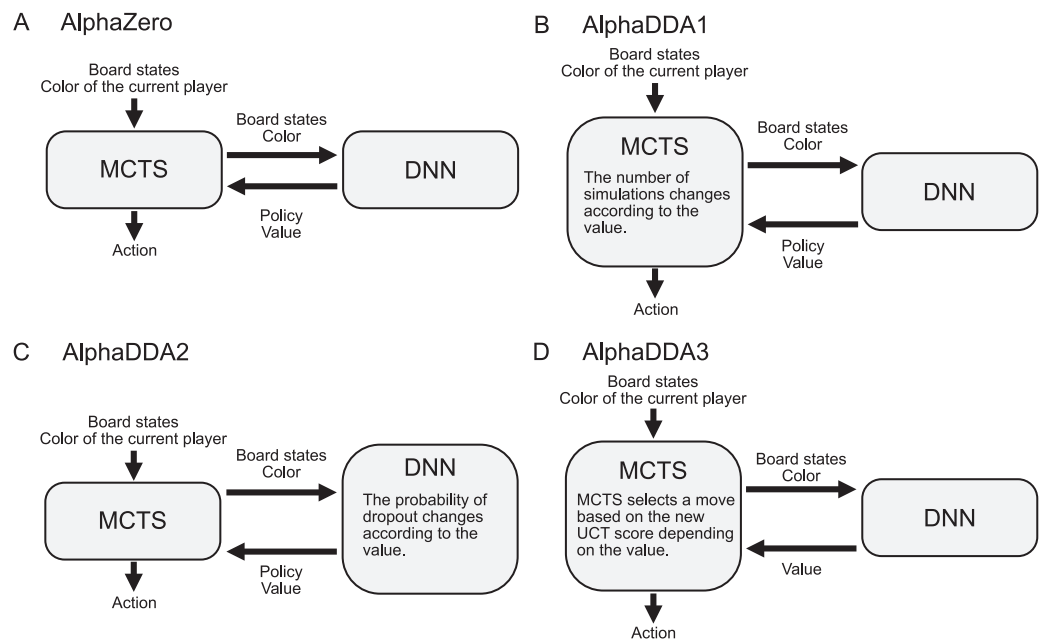 A AlphaZero
Board states
Color of the current player
MCTS
Board states
Color
DNN
Policy
Value
Action
B AlphaDDA1
Board states
Color of the current player
MCTS
The number of
simulations changes
according to the
value.
Board states
Color
DNN
Policy
Value
Action
C AlphaDDA2
Board states
Color of the current player
MCTS
Board states
Color
DNN
The probability of
dropout changes
according to the
value.
Policy
Value
Action
D AlphaDDA3
Board states
Color of the current player
MCTS
MCTS selects a move
based on the new
UCT score depending
on the value.
Board states
Color
DNN
Value
Action